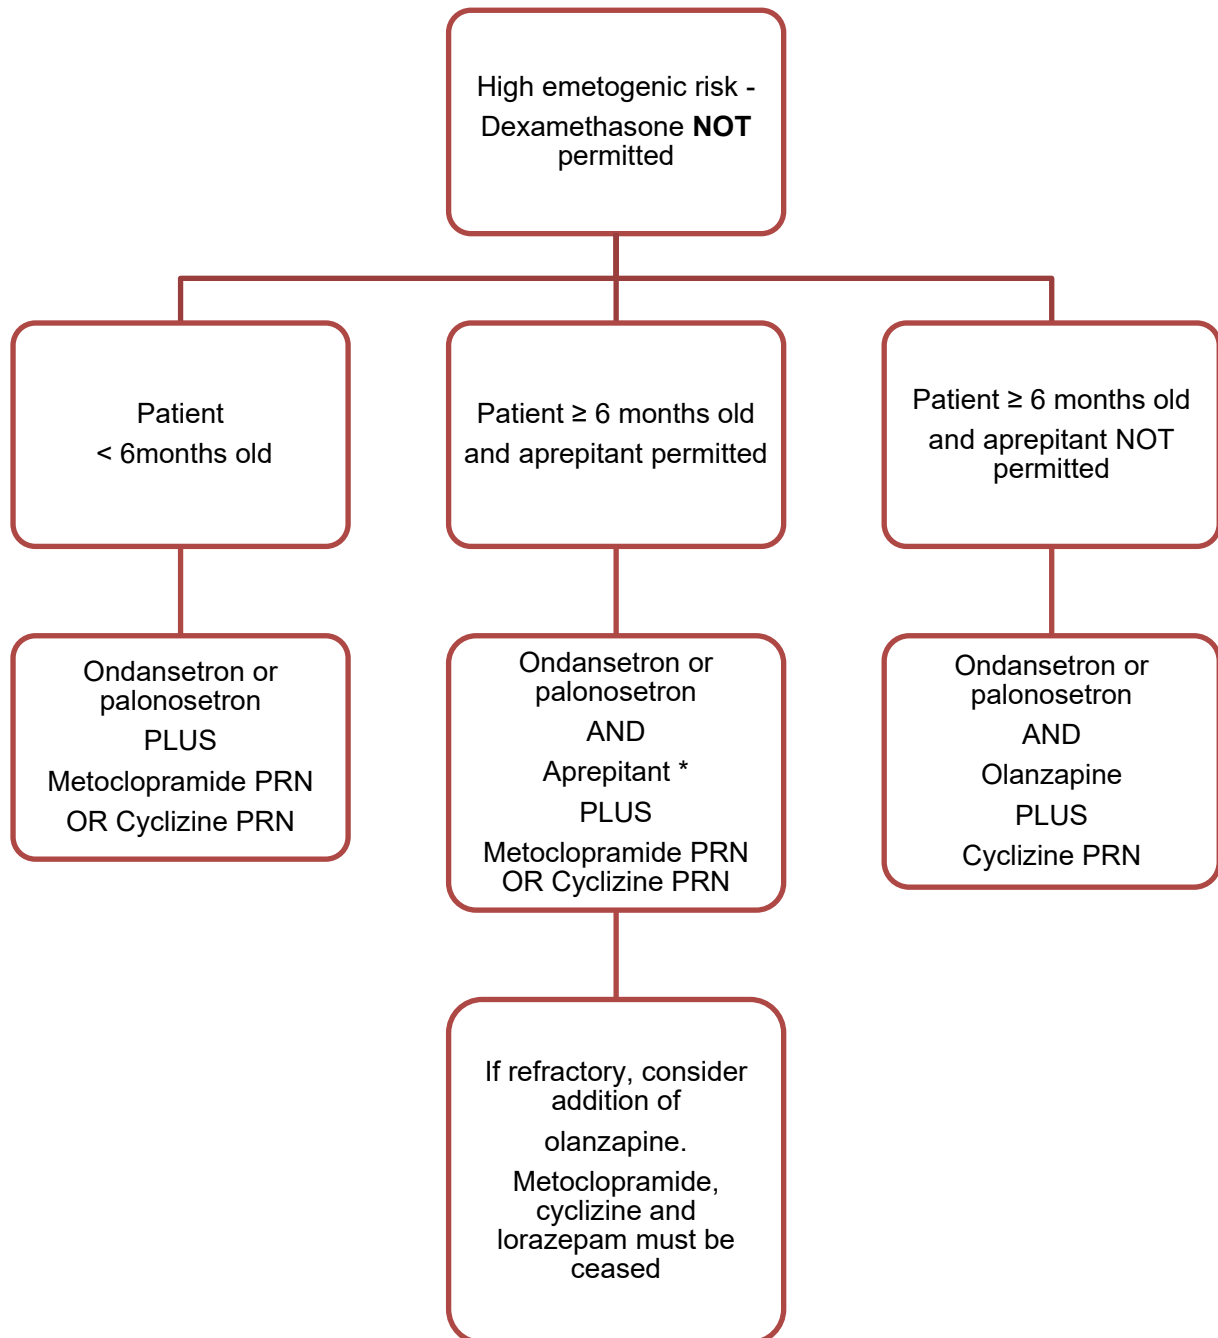 High emetogenic risk -
Dexamethasone NOT
permitted
Patient
< 6months old
Patient ≥ 6 months old
and aprepitant permitted
Patient ≥ 6 months old
and aprepitant NOT
permitted
Ondansetron or
palonosetron
PLUS
Metoclopramide PRN
OR Cyclizine PRN
Ondansetron or
palonosetron
AND
Aprepitant *
PLUS
Metoclopramide PRN
OR Cyclizine PRN
Ondansetron or
palonosetron
AND
Olanzapine
PLUS
Cyclizine PRN
If refractory, consider
addition of
olanzapine.
Metoclopramide,
cyclizine and
lorazepam must be
ceased